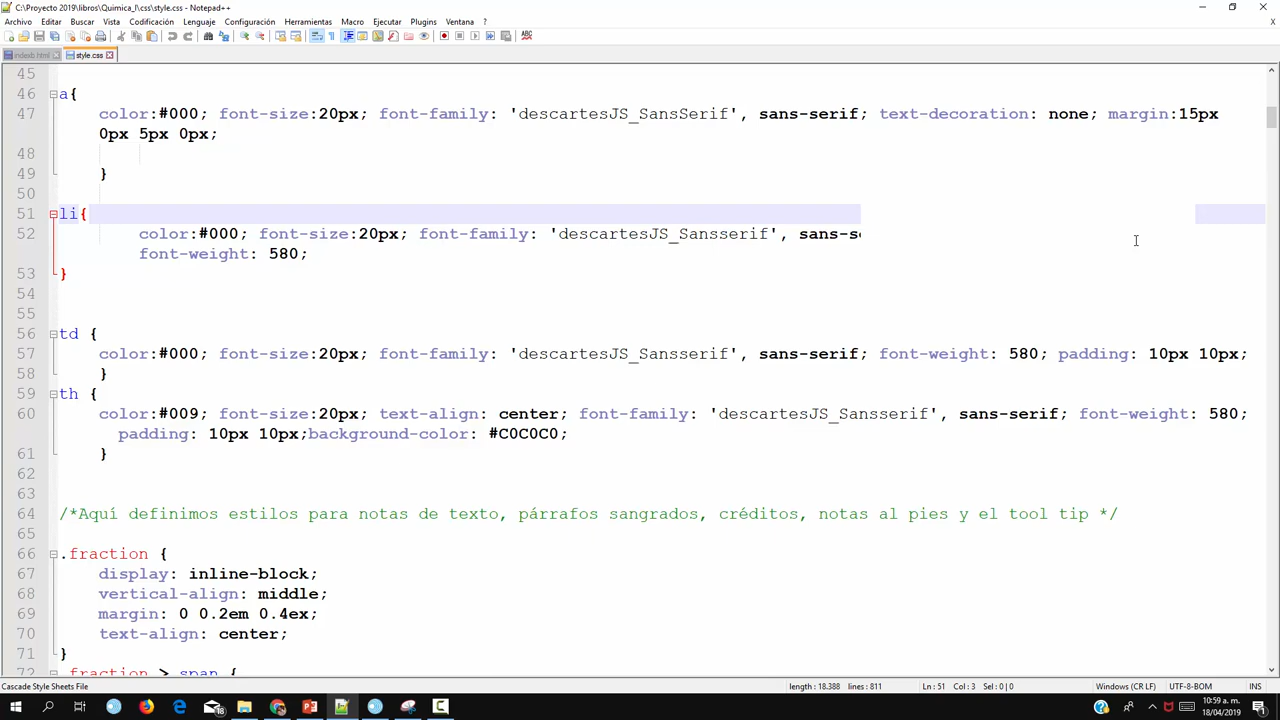 C:\Proyecto 2019\libros\Quimica_I\css\style.css - Notepad++
Archivo Editar Buscar Vista Codificación Lenguaje Configuración Herramientas Macro Ejecutar Plugins Ventana ? X
indexb.html style.css
45
46 a{
47 color:#000; font-size:20px; font-family: 'descartesJS_SansSerif', sans-serif; text-decoration: none; margin:15px
0px 5px 0px;
48
49 }
50
51 li{
52 color:#000; font-size:20px; font-family: 'descartesJS_Sansserif', sans-se
font-weight: 580;
53 }
54
55
56 td {
57 color:#000; font-size:20px; font-family: 'descartesJS_Sansserif', sans-serif; font-weight: 580; padding: 10px 10px;
58 }
59 th {
60 color:#009; font-size:20px; text-align: center; font-family: 'descartesJS_Sansserif', sans-serif; font-weight: 580;
padding: 10px 10px;background-color: #C0C0C0;
61 }
62
63
64 /*Aquí definimos estilos para notas de texto, párrafos sangrados, créditos, notas al pies y el tool tip */
65
66 .fraction {
67 display: inline-block;
68 vertical-align: middle;
69 margin: 0 0.2em 0.4ex;
70 text-align: center;
71 }
72 .fraction > span {
Cascade Style Sheets File length : 18.388 lines : 811 Ln : 51 Col : 3 Sel : 0 | 0 Windows (CR LF) UTF-8-BOM INS
10:59 a. m.
18/04/2019